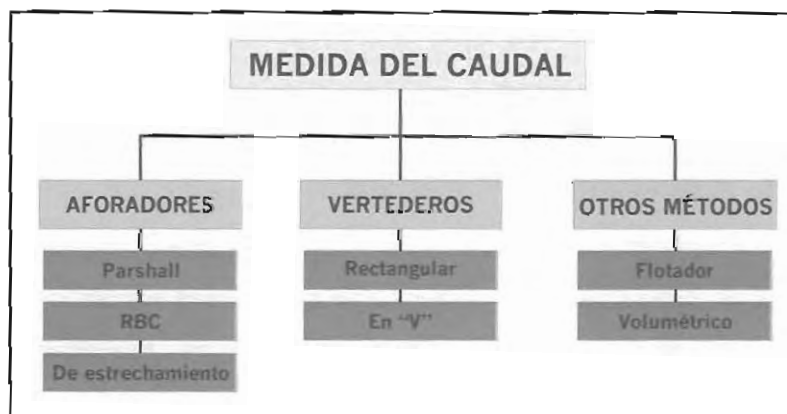 MEDIDA DEL CAUDAL
AFORADORES
Parshall
RBC
De estrechamiento
VERTEDEROS
Rectangular
En "V"
OTROS MÉTODOS
Flotador
Volumétrico